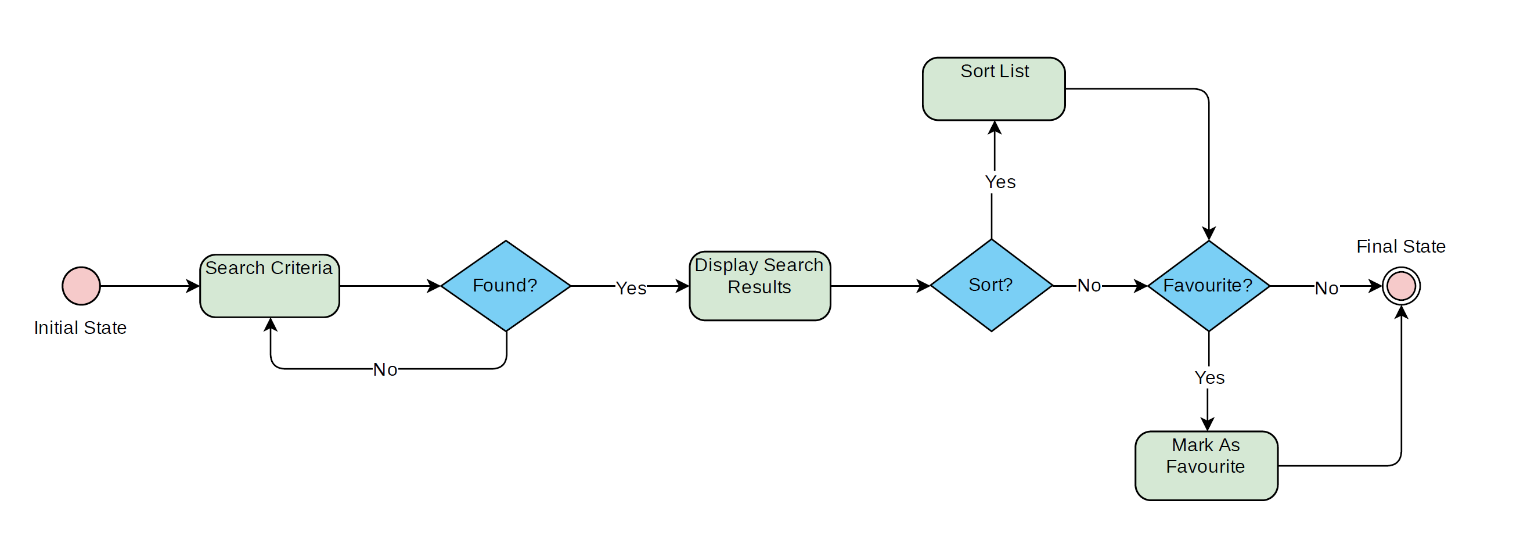 Sort List
Yes
Final State
Search Criteria
Found?
Yes
Display Search
Results
Sort?
No
Favourite?
No
Initial State
No
Yes
Mark As
Favourite